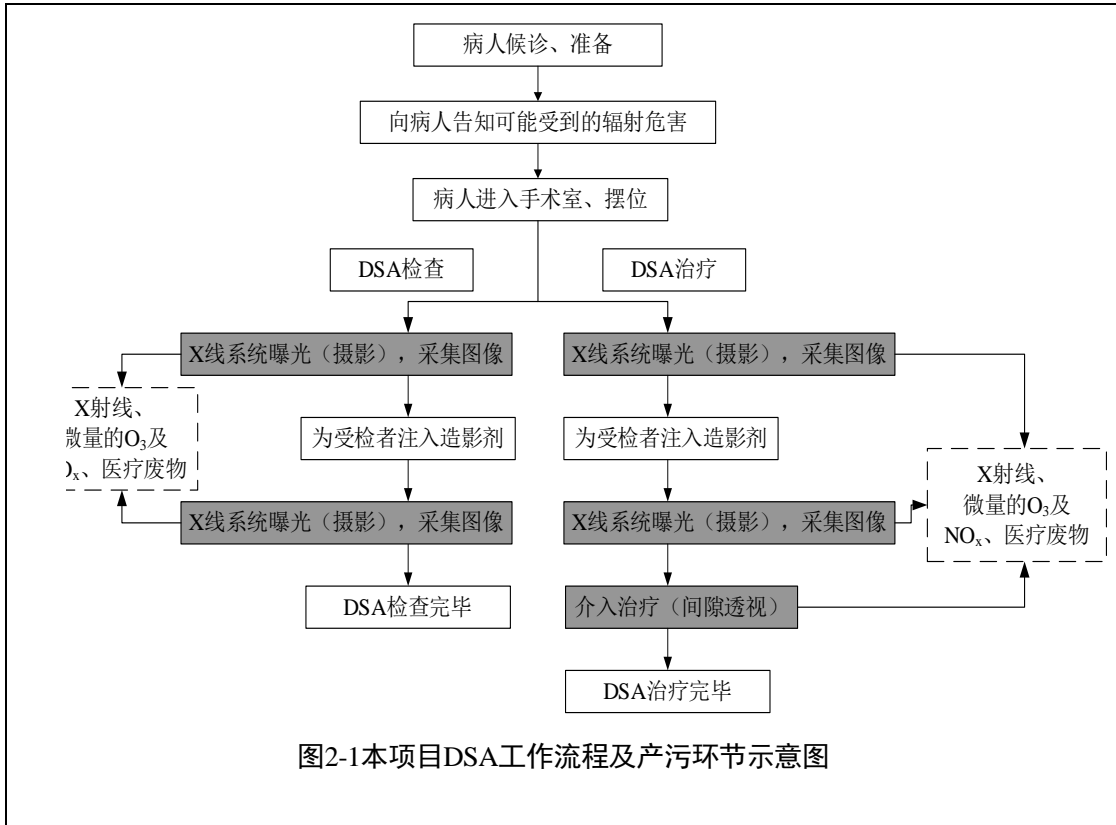 病人候诊、准备
向病人告知可能受到的辐射危害
病人进入手术室、摆位
DSA检查
DSA治疗
X线系统曝光（摄影），采集图像
X线系统曝光（摄影），采集图像
X射线、
微量的O₃及
Oₓ、医疗废物
为受检者注入造影剂
为受检者注入造影剂
X射线、
微量的O₃及
NOₓ、医疗废物
X线系统曝光（摄影），采集图像
X线系统曝光（摄影），采集图像
DSA检查完毕
介入治疗（间隙透视）
DSA治疗完毕
图2-1本项目DSA工作流程及产污环节示意图